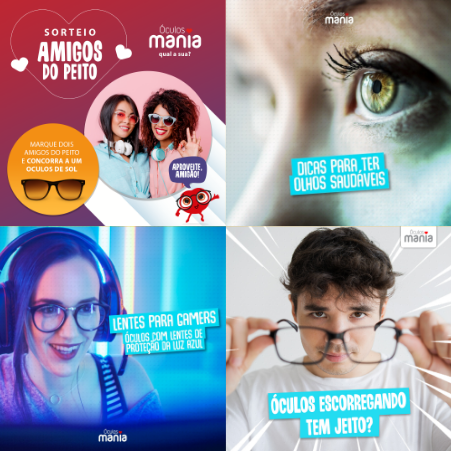 SORTEIO
AMIGOS
DO PEITO
Óculos
mania
qual a sua?
MARQUE DOIS
AMIGOS DO PEITO
E CONCORRA A UM
OCULOS DE SOL
APROVEITE,
AMIGÃO!
Óculos
mania
DICAS PARA TER
OLHOS SAUDÁVEIS
LENTES PARA GAMERS
ÓCULOS COM LENTES DE
PROTEÇÃO DA LUZ AZUL
Óculos
mania
Óculos
mania
ÓCULOS ESCORREGANDO
TEM JEITO?